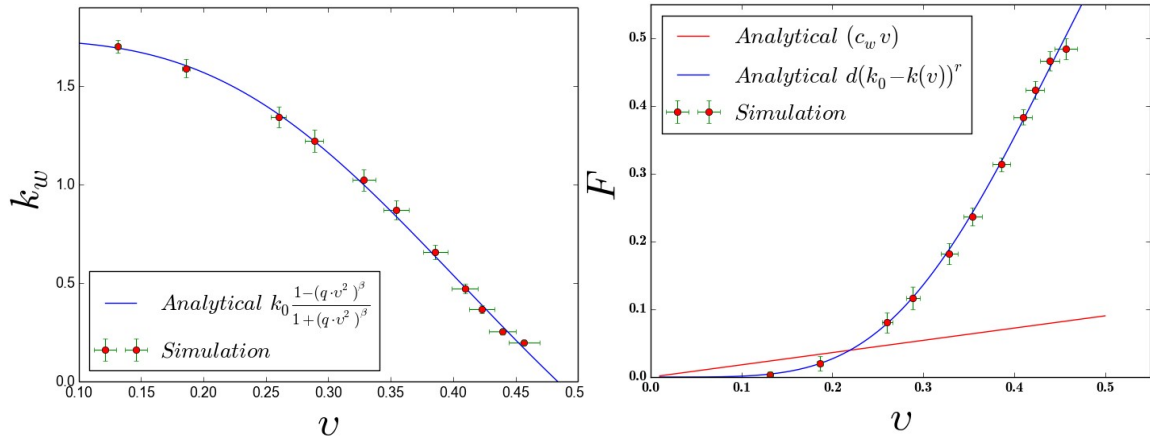 k_w
1.5
1.0
0.5
0.0
0.10 0.15 0.20 0.25 0.30 0.35 0.40 0.45 0.5
v
Analytical k_0 \frac{1-(q·v^2)^β}{1+(q·v^2)^β}
Simulation
F
0.5
0.4
0.3
0.2
0.1
0.0
0.0 0.1 0.2 0.3 0.4 0.5
v
Analytical (c_w v)
Analytical d(k_0-k(v))^r
Simulation